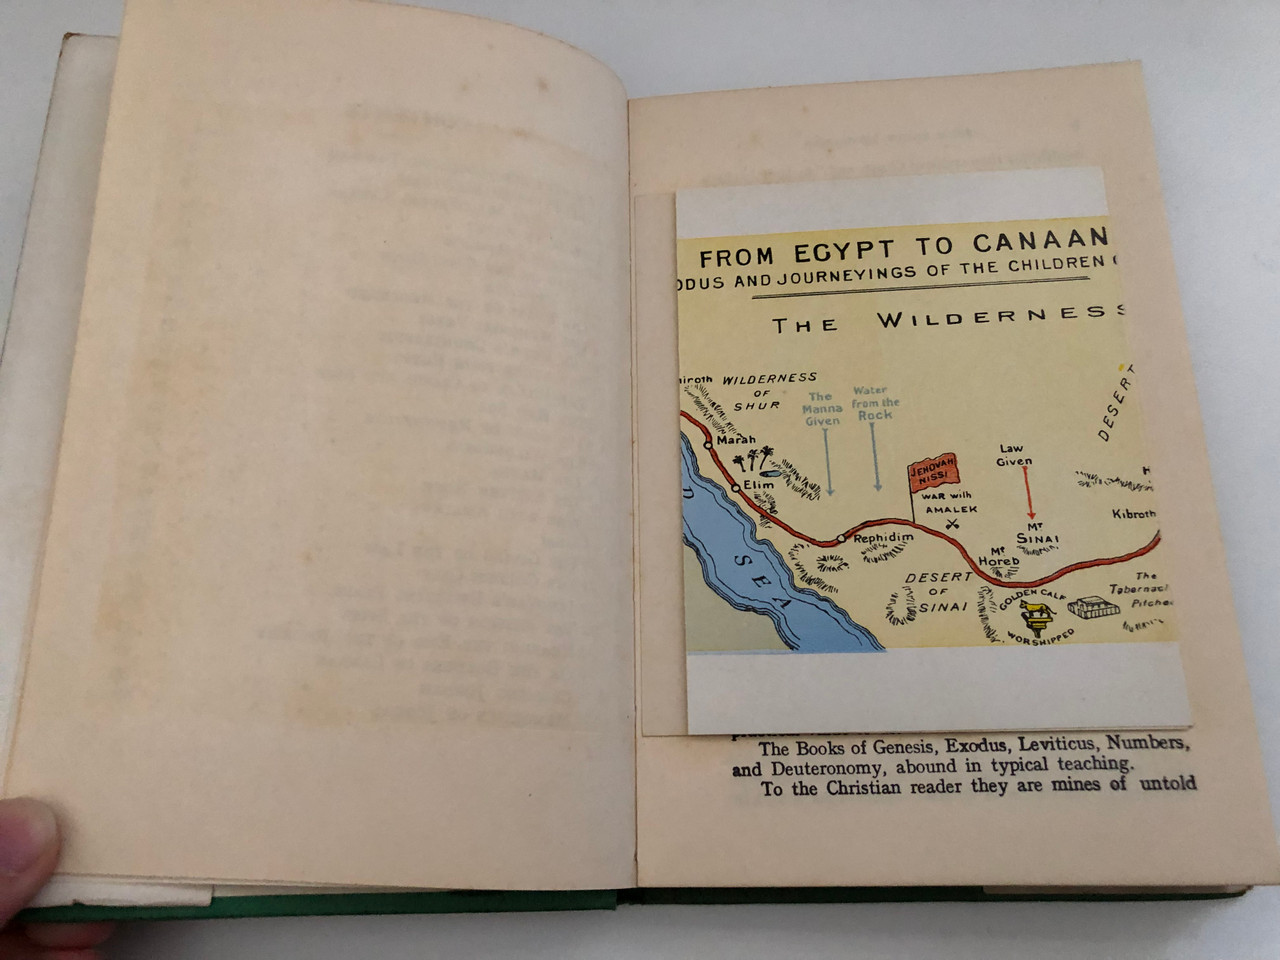 FROM EGYPT TO CANAAN
ODUS AND JOURNEYINGS OF THE CHILDREN
THE WILDERNESS
iroth
WILDERNESS
OF
SHUR
The
Manna
Given
Water
from the
Rock
DESERT
Marah
Elim
JEHOVAH
NISSI
WAR with
AMALEK
Law
Given
MT
SINAI
Kibroth
Rephidim
Mt
Horeb
D
SEA
DESERT
OF
SINAI
GOLDEN CALF
WORSHIPPED
The
Tabernac
Pitche
The Books of Genesis, Exodus, Leviticus, Numbers,
and Deuteronomy, abound in typical teaching.
To the Christian reader they are mines of untold